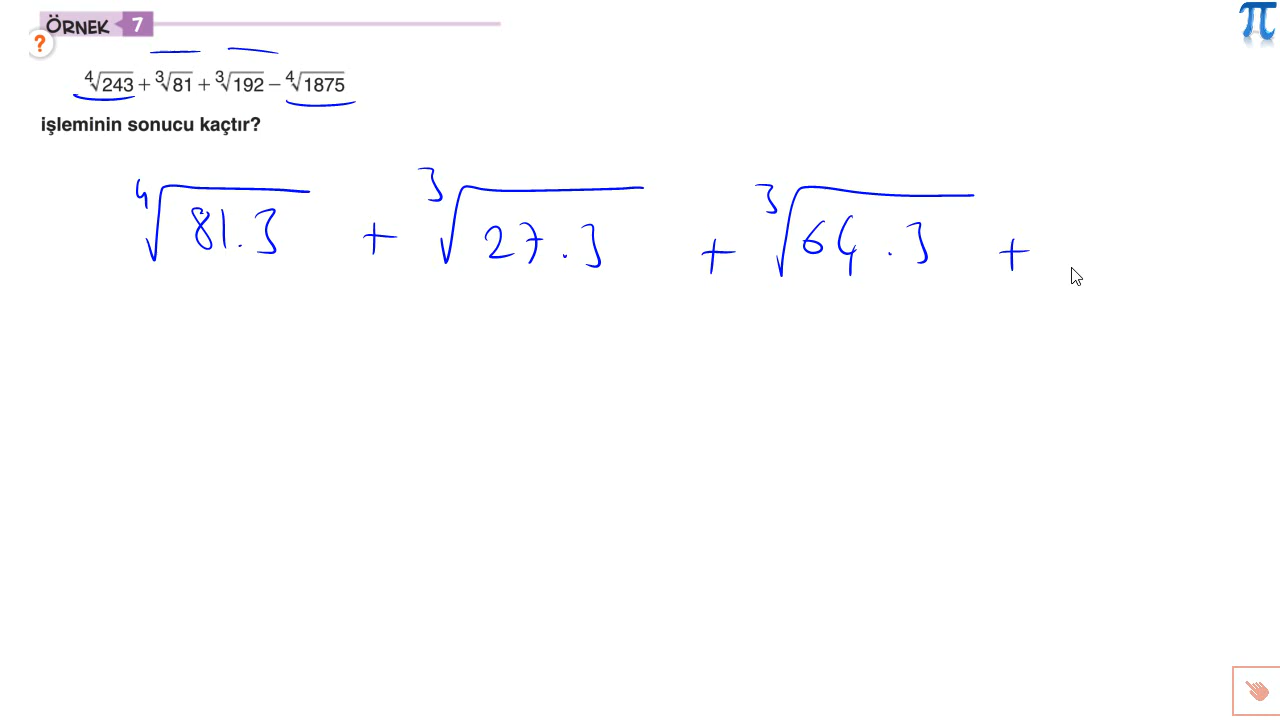 ÖRNEK 7
?
π
⁴√243 + ³√81 + ³√192 − ⁴√1875
işleminin sonucu kaçtır?
⁴√81.3 + ³√27.3 + ³√64.3 +